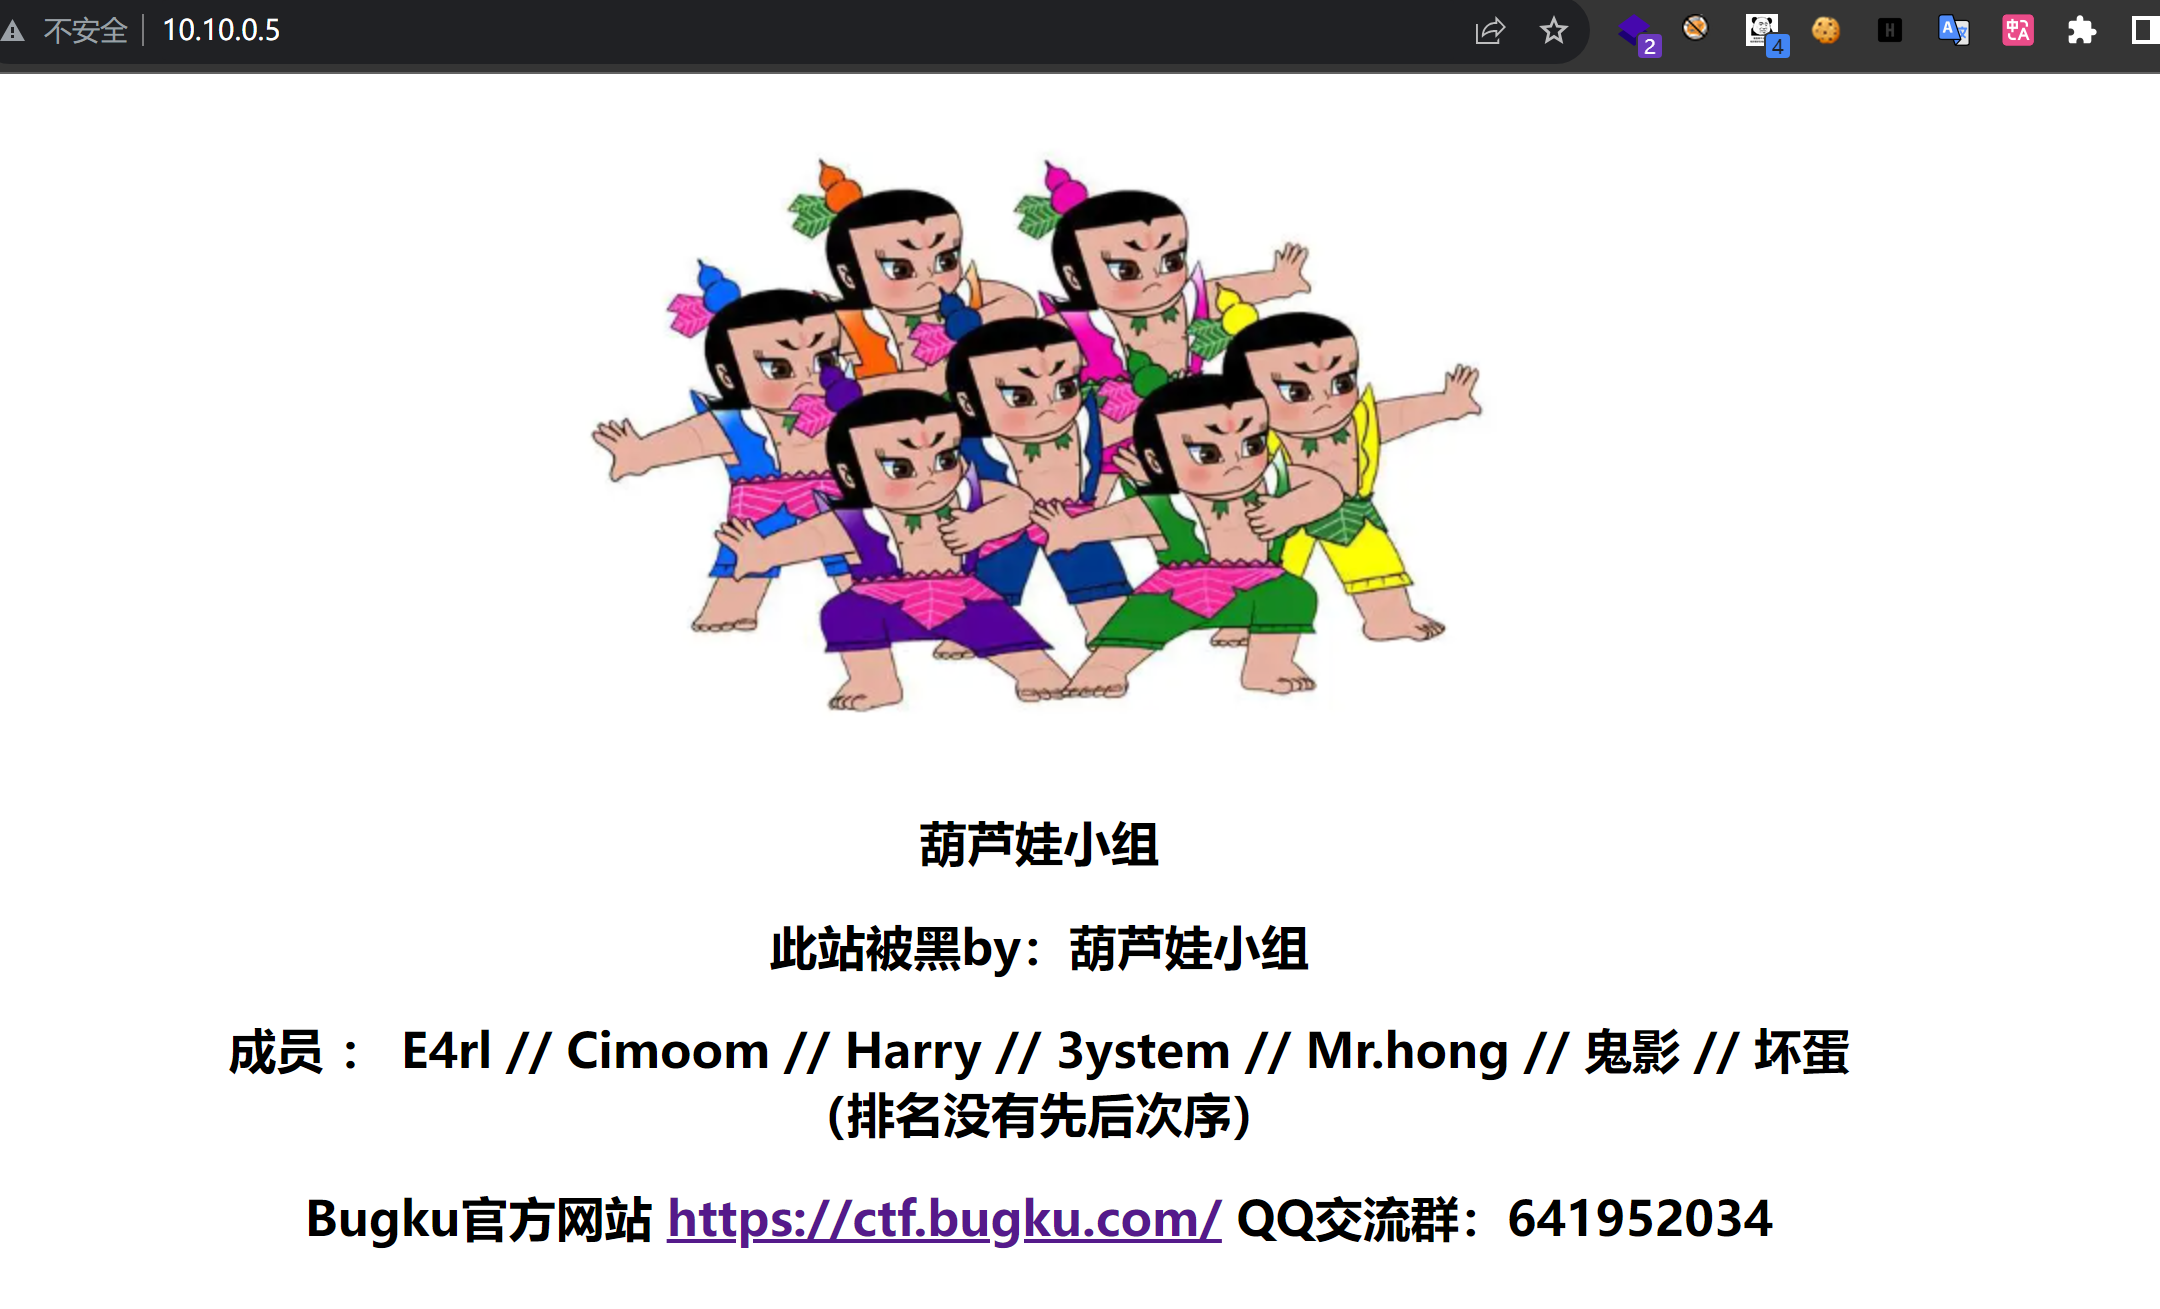 不安全 10.10.0.5
2 4 H A 文 中 A
葫芦娃小组
此站被黑by：葫芦娃小组
成员 ： E4rl // Cimoom // Harry // 3ystem // Mr.hong // 鬼影 // 坏蛋
（排名没有先后次序）
Bugku官方网站 https://ctf.bugku.com/ QQ交流群：641952034